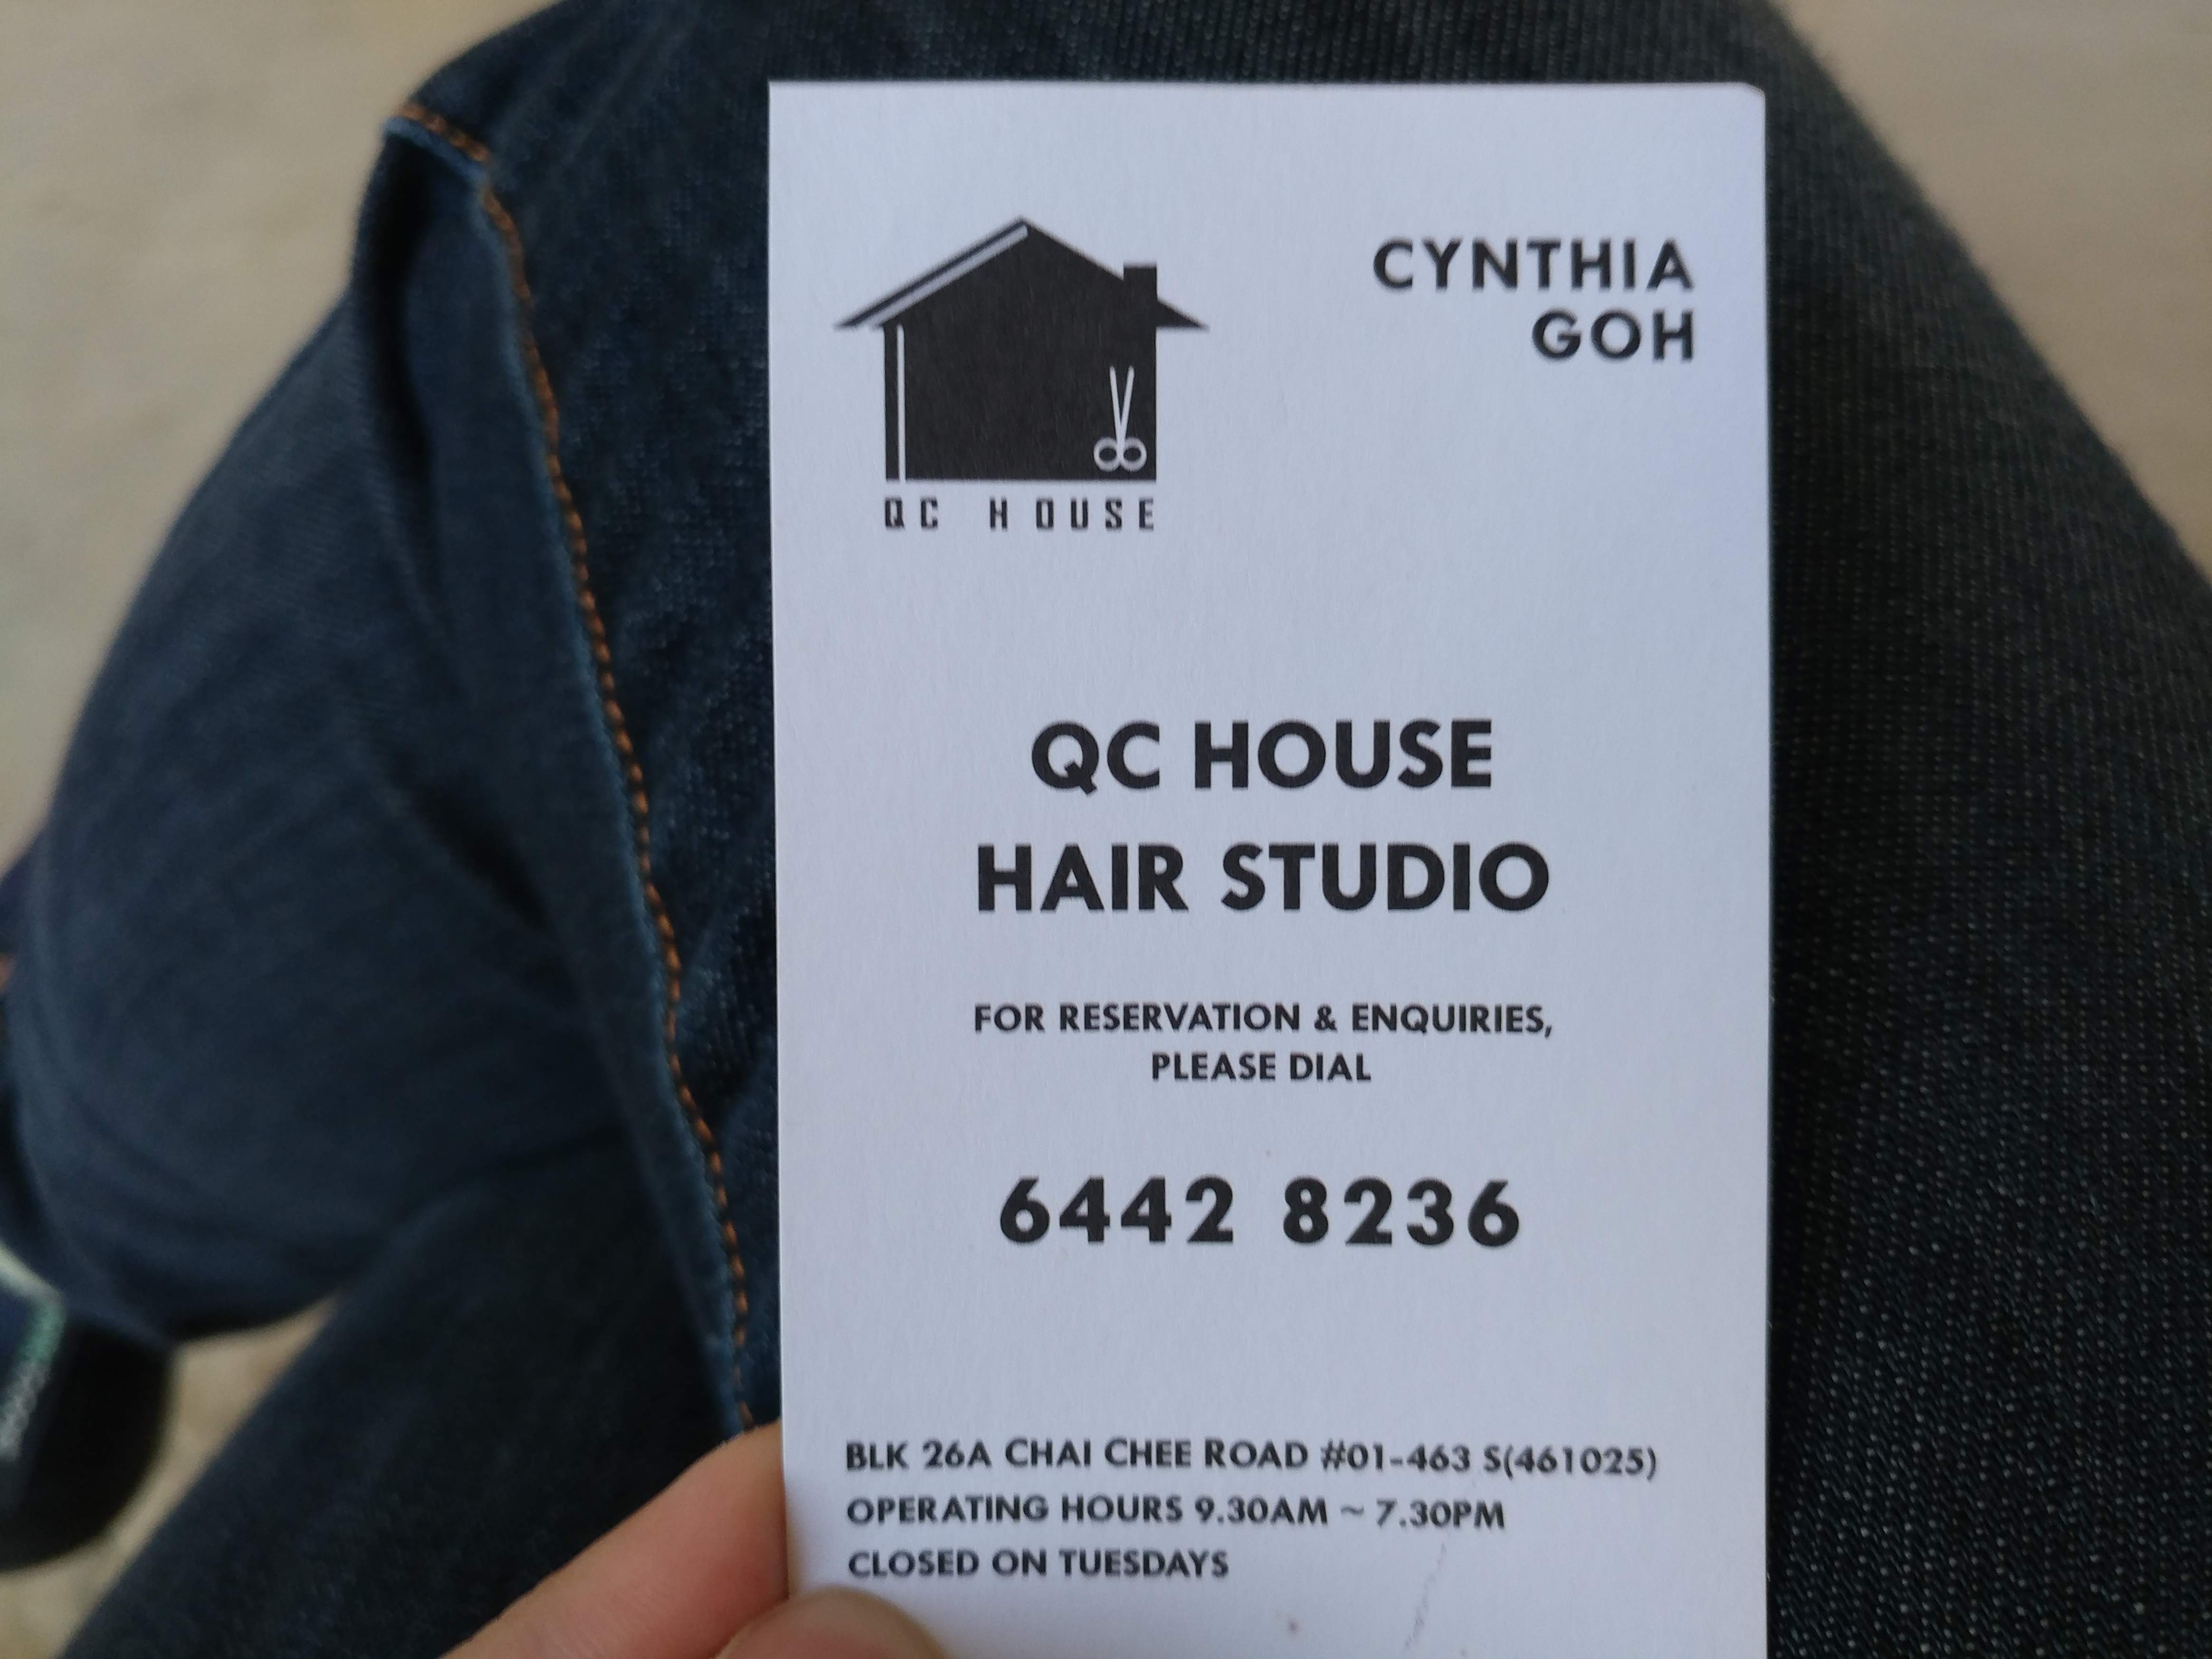 CYNTHIA
GOH
QC HOUSE
QC HOUSE
HAIR STUDIO
FOR RESERVATION & ENQUIRIES,
PLEASE DIAL
6442 8236
BLK 26A CHAI CHEE ROAD #01-463 S(461025)
OPERATING HOURS 9.30AM ~ 7.30PM
CLOSED ON TUESDAYS